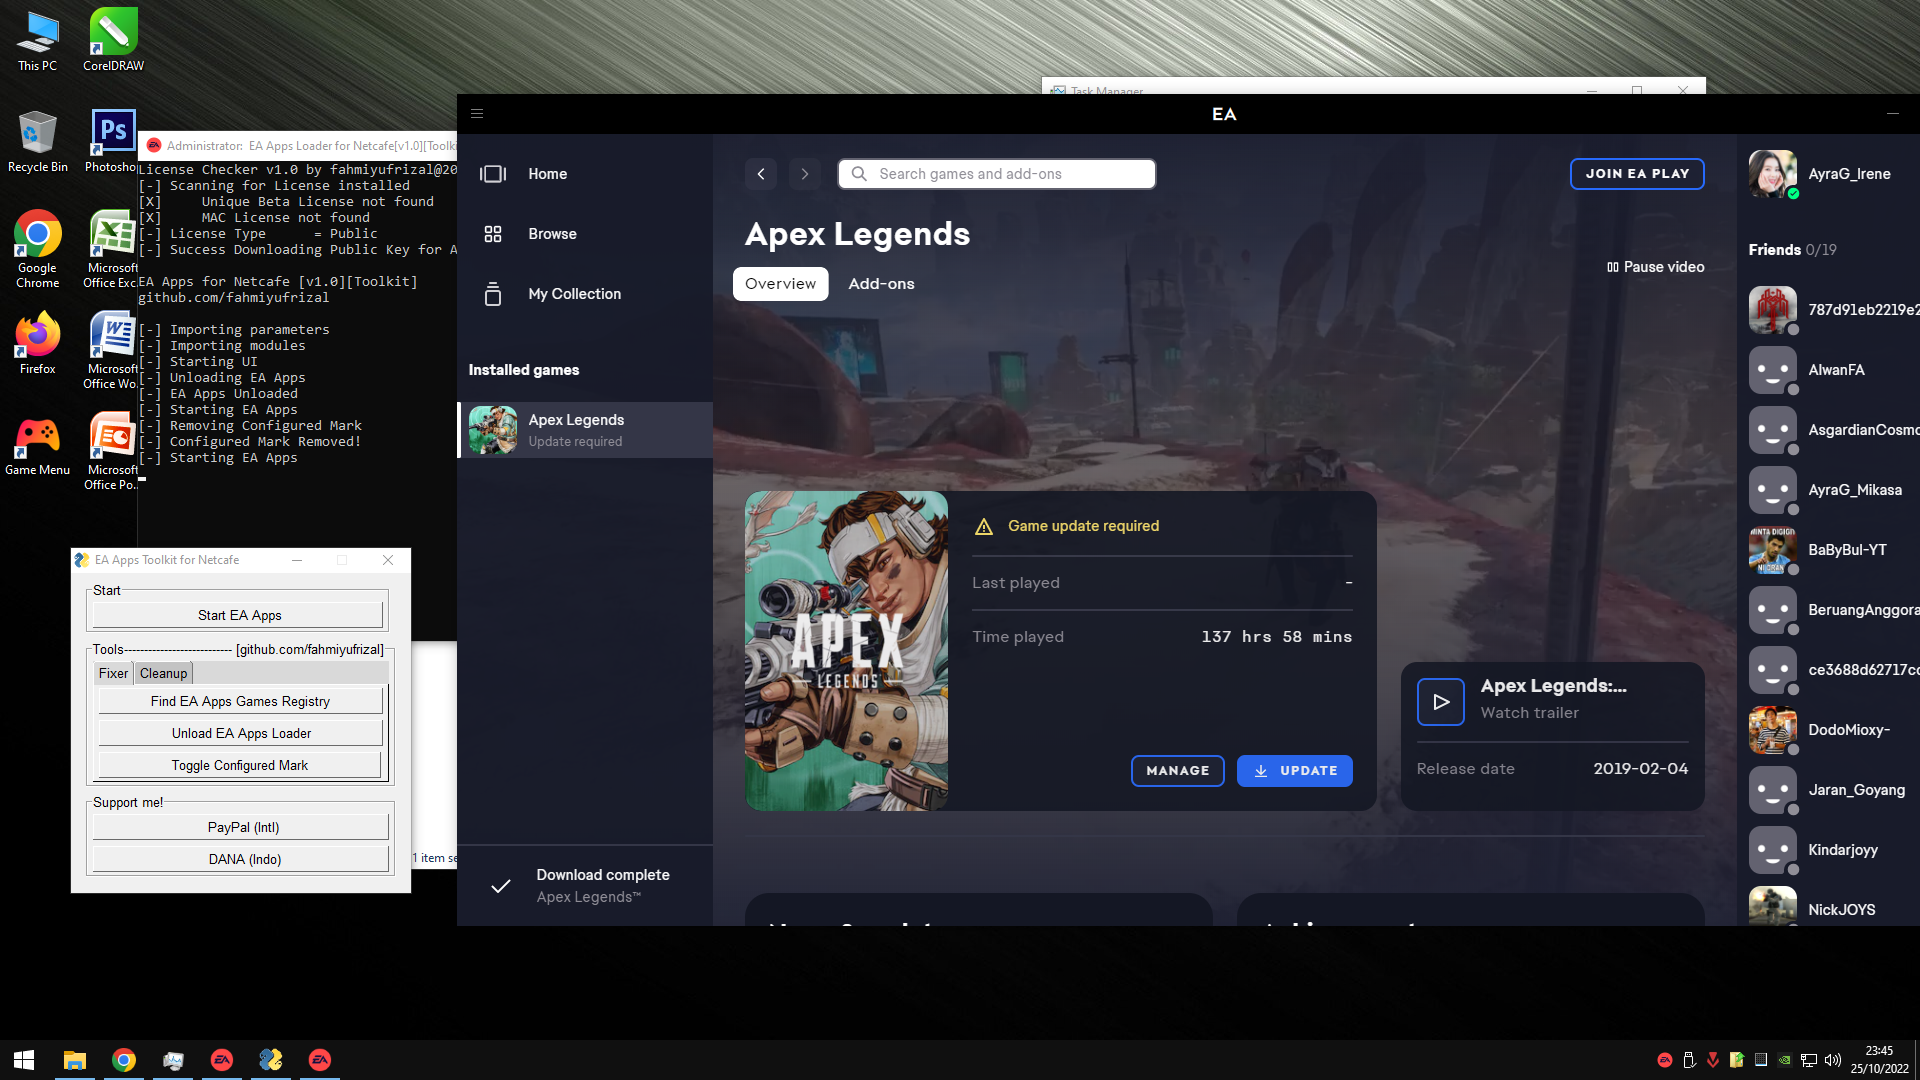 This PC
CorelDRAW
Recycle Bin
Photosho
Google
Chrome
Microsoft
Office Exc...
Firefox
Microsoft
Office Wo...
Game Menu
Microsoft
Office Po...
Ps
Task Manager
Administrator: EA Apps Loader for Netcafe[v1.0][Toolki
License Checker v1.0 by fahmiyufrizal@20
[-] Scanning for License installed
[X] Unique Beta License not found
[X] MAC License not found
[-] License Type = Public
[-] Success Downloading Public Key for A
EA Apps for Netcafe [v1.0][Toolkit]
github.com/fahmiyufrizal
[-] Importing parameters
[-] Importing modules
[-] Starting UI
[-] Unloading EA Apps
[-] EA Apps Unloaded
[-] Starting EA Apps
[-] Removing Configured Mark
[-] Configured Mark Removed!
[-] Starting EA Apps
EA Apps Toolkit for Netcafe
Start
Start EA Apps
Tools--------------------------- [github.com/fahmiyufrizal]
Fixer
Cleanup
Find EA Apps Games Registry
Unload EA Apps Loader
Toggle Configured Mark
Support me!
PayPal (Intl)
DANA (Indo)
1 item se
EA
Home
Browse
My Collection
Installed games
Apex Legends
Update required
Download complete
Apex Legends™
Search games and add-ons
JOIN EA PLAY
Apex Legends
Overview
Add-ons
Pause video
APEX
LEGENDS
Game update required
Last played -
Time played 137 hrs 58 mins
MANAGE
UPDATE
Apex Legends:...
Watch trailer
Release date 2019-02-04
AyraG_Irene
Friends 0/19
787d91eb2219e2
AlwanFA
AsgardianCosmo
AyraG_Mikasa
BaByBul-YT
BeruangAnggora
ce3688d62717cc
DodoMioxy-
Jaran_Goyang
Kindarjoyy
NickJOYS
23:45
25/10/2022